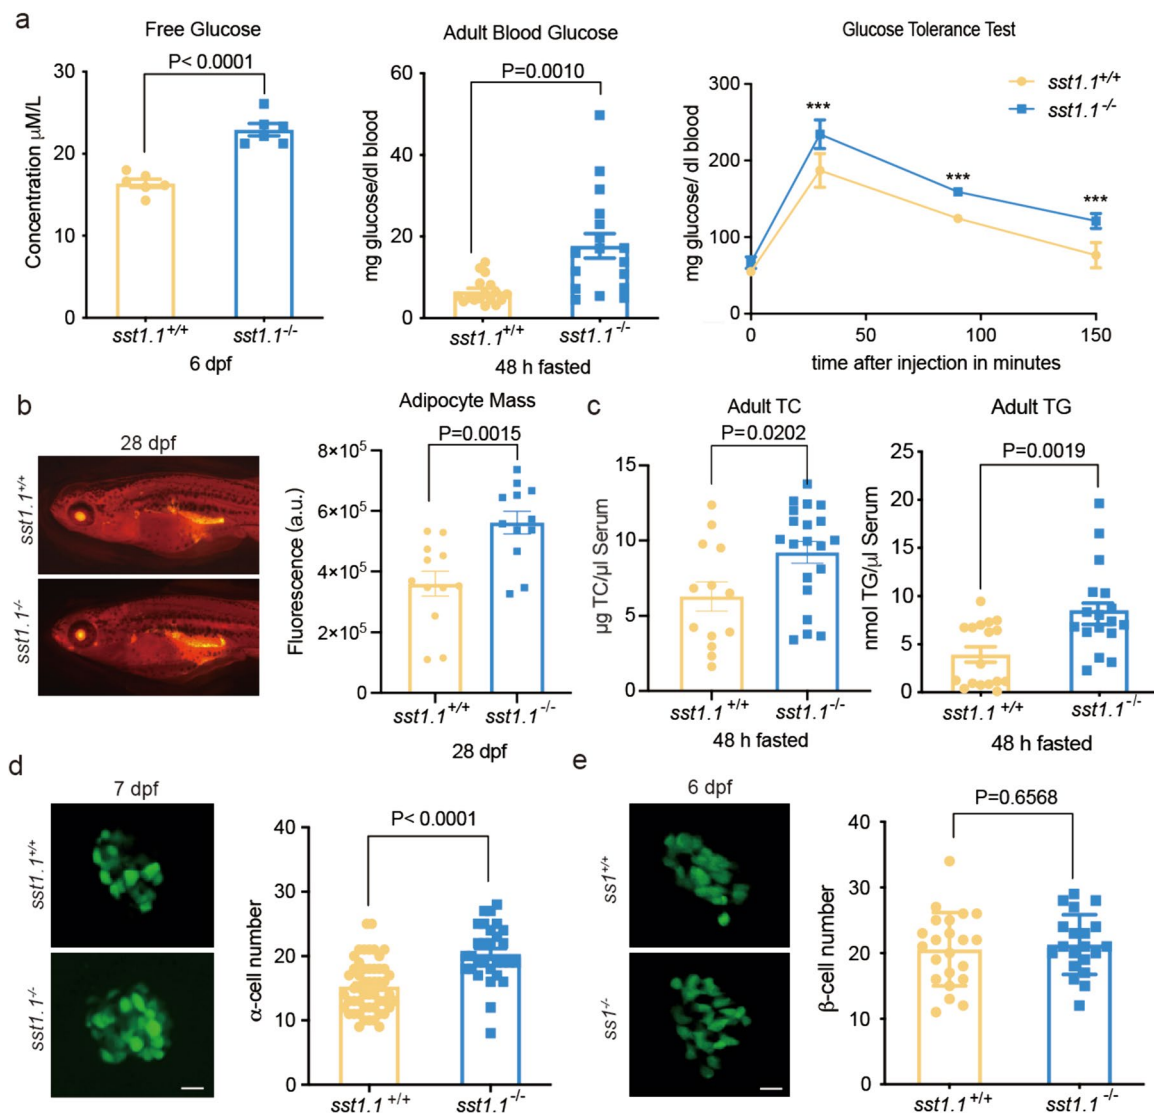 a
Free Glucose
P< 0.0001
Concentration μM/L
30
20
10
0
sst1.1+/+
sst1.1-/-
6 dpf
Adult Blood Glucose
P=0.0010
mg glucose/dl blood
60
40
20
0
sst1.1+/+
sst1.1-/-
48 h fasted
Glucose Tolerance Test
sst1.1+/+
sst1.1-/-
mg glucose/ dl blood
300
200
100
0
***
***
***
0
50
100
150
time after injection in minutes
b
28 dpf
sst1.1+/+
ss1.1-/-
Adipocyte Mass
P=0.0015
Fluorescence (a.u.)
8×10⁵
6×10⁵
4×10⁵
2×10⁵
0
sst1.1+/+
sst1.1-/-
28 dpf
c
Adult TC
P=0.0202
μg TC/μl Serum
15
10
5
0
sst1.1+/+
sst1.1-/-
48 h fasted
Adult TG
P=0.0019
nmol TG/μl Serum
25
20
15
10
5
0
sst1.1+/+
sst1.1-/-
48 h fasted
d
7 dpf
sst1.1+/+
sst1.1-/-
P< 0.0001
α-cell number
40
30
20
10
0
sst1.1+/+
sst1.1-/-
e
6 dpf
ss1+/+
ss1-/-
P=0.6568
β-cell number
40
30
20
10
0
sst1.1+/+
sst1.1-/-